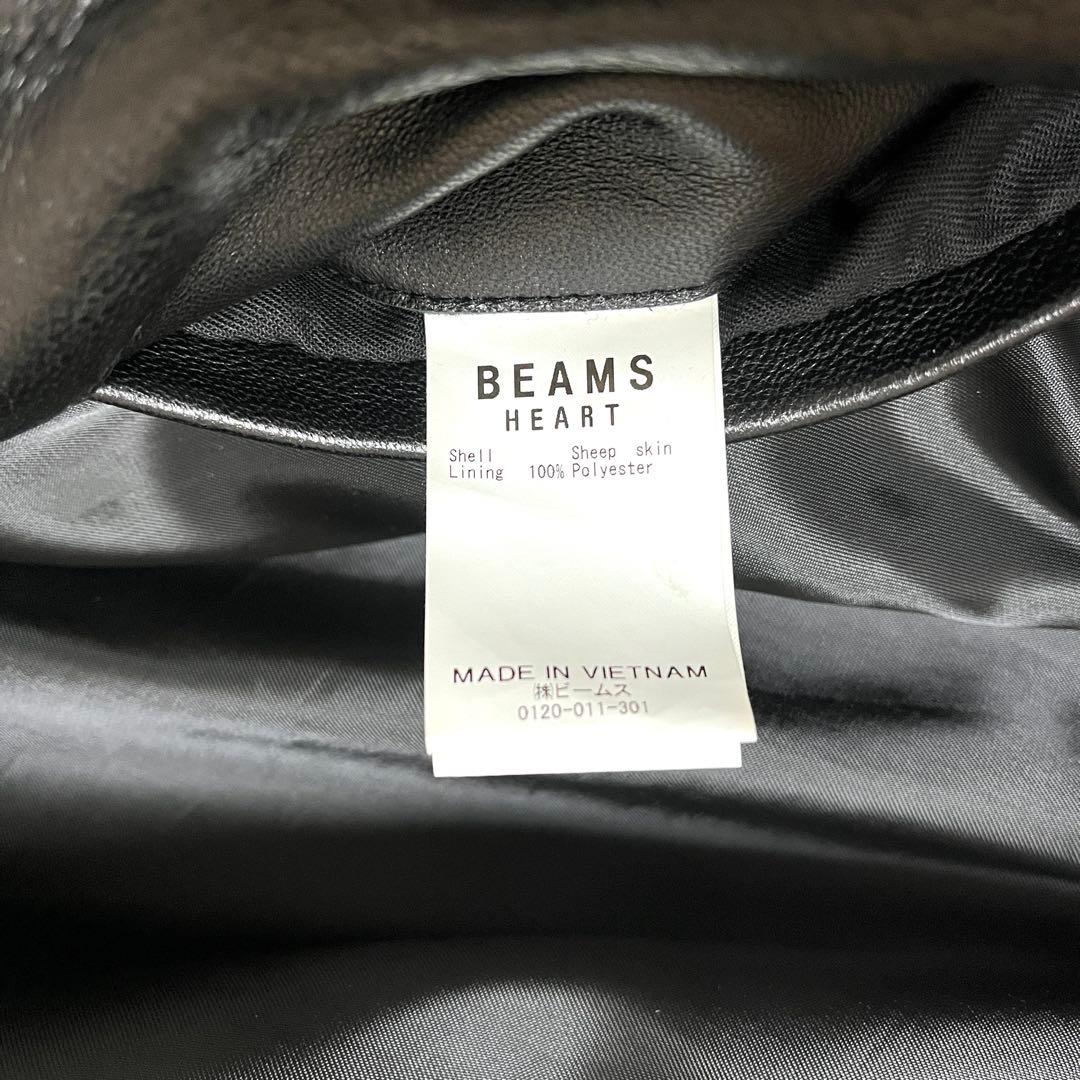 BEAMS
HEART
Shell Sheep skin
Lining 100% Polyester
MADE IN VIETNAM
㈱ビームス
0120-011-301